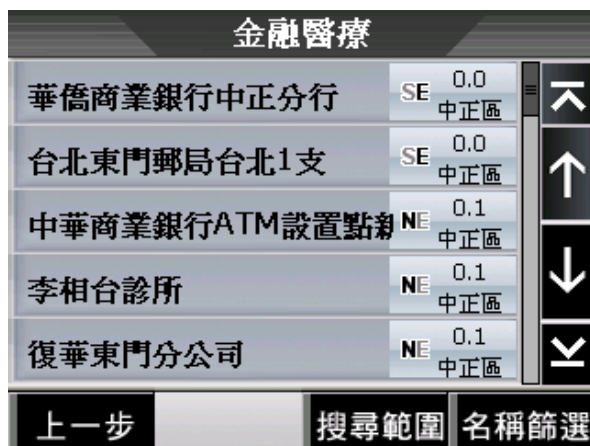 金融醫療
華僑商業銀行中正分行 SE 0.0 中正區
台北東門郵局台北1支 SE 0.0 中正區
中華商業銀行ATM設置點新 NE 0.1 中正區
李相台診所 NE 0.1 中正區
復華東門分公司 NE 0.1 中正區
上一步 搜尋範圍 名稱篩選